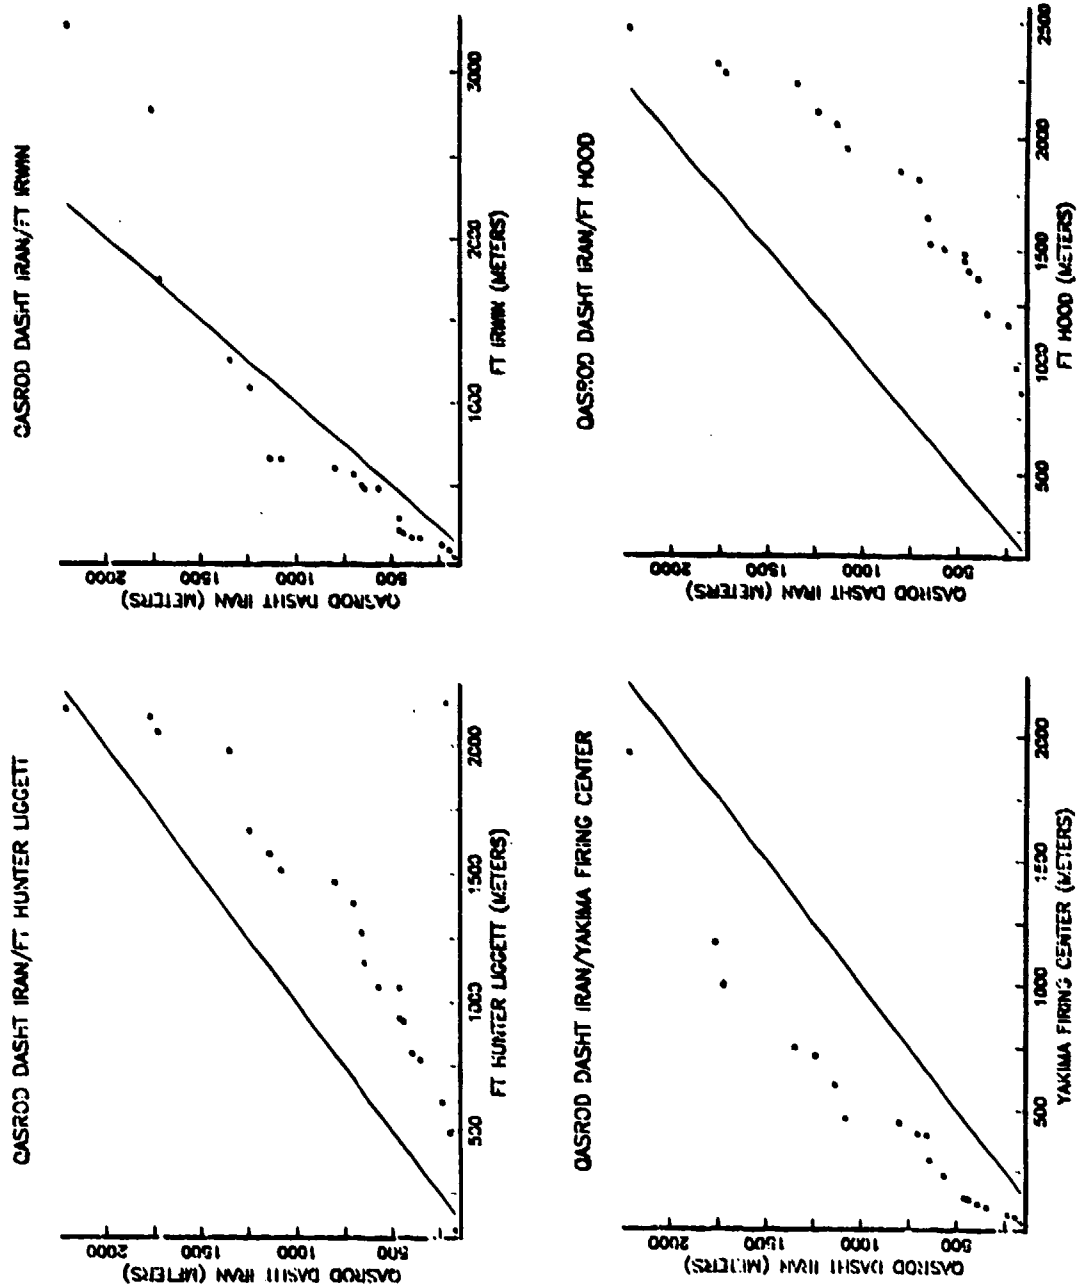 QASROD DASHT IRAN/FT HUNTER LIGGETT
QASROD DASHT IRAN (METERS)
2000
1500
1000
500
500
1000
1500
2000
FT HUNTER LIGGETT (METERS)
QASROD DASHT IRAN/FT IRWIN
QASROD DASHT IRAN (METERS)
2000
1500
1000
500
1000
2000
3000
FT IRWIN (METERS)
QASROD DASHT IRAN/YAKIMA FIRING CENTER
QASROD DASHT IRAN (METERS)
2000
1500
1000
500
500
1000
1500
2000
YAKIMA FIRING CENTER (METERS)
QASROD DASHT IRAN/FT HOOD
QASROD DASHT IRAN (METERS)
2000
1500
1000
500
500
1000
1500
2000
2500
FT HOOD (METERS)